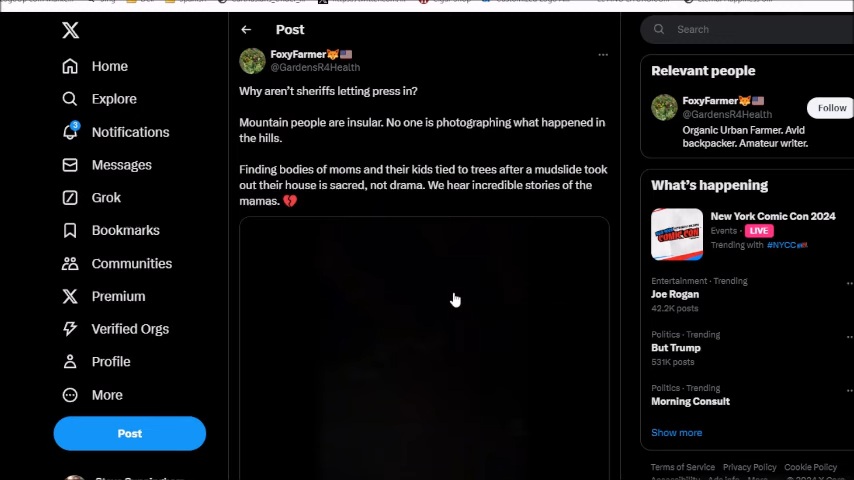 Post
Search
FoxyFarmer🦊🇺🇸
@GardensR4Health
Why aren't sheriffs letting press in?
Mountain people are insular. No one is photographing what happened in
the hills.
Finding bodies of moms and their kids tied to trees after a mudslide took
out their house is sacred, not drama. We hear incredible stories of the
mamas. 💔
Home
Explore
3
Notifications
Messages
Grok
Bookmarks
Communities
Premium
Verified Orgs
Profile
More
Post
Relevant people
FoxyFarmer🦊🇺🇸
@GardensR4Health
Follow
Organic Urban Farmer. Avid
backpacker. Amateur writer.
What's happening
NEW YORK COMIC CON
New York Comic Con 2024
Events · LIVE
Trending with #NYCC
Entertainment · Trending
Joe Rogan
42.2K posts
Politics · Trending
But Trump
531K posts
Politics · Trending
Morning Consult
Show more
Terms of Service Privacy Policy Cookie Policy